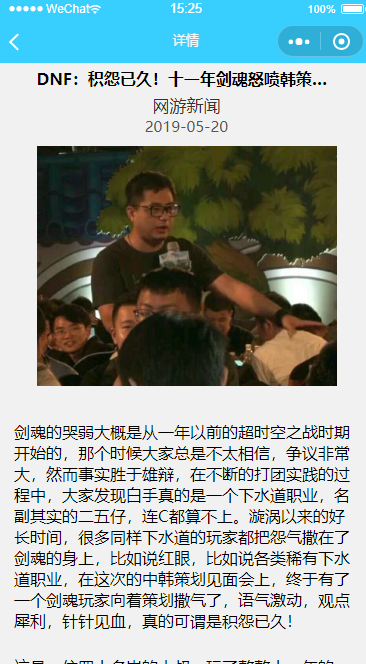 WeChat
15:25
100%
详情
DNF：积怨已久！十一年剑魂怒喷韩策...
网游新闻
2019-05-20
剑魂的哭弱大概是从一年以前的超时空之战时期
开始的，那个时候大家总是不太相信，争议非常
大，然而事实胜于雄辩，在不断的打团实践的过
程中，大家发现白手真的是一个下水道职业，名
副其实的二五仔，连C都算不上。漩涡以来的好
长时间，很多同样下水道的玩家都把怨气撒在了
剑魂的身上，比如说红眼，比如说各类稀有下水
道职业，在这次的中韩策划见面会上，终于有了
一个剑魂玩家向着策划撒气了，语气激动，观点
犀利，针针见血，真的可谓是积怨已久！